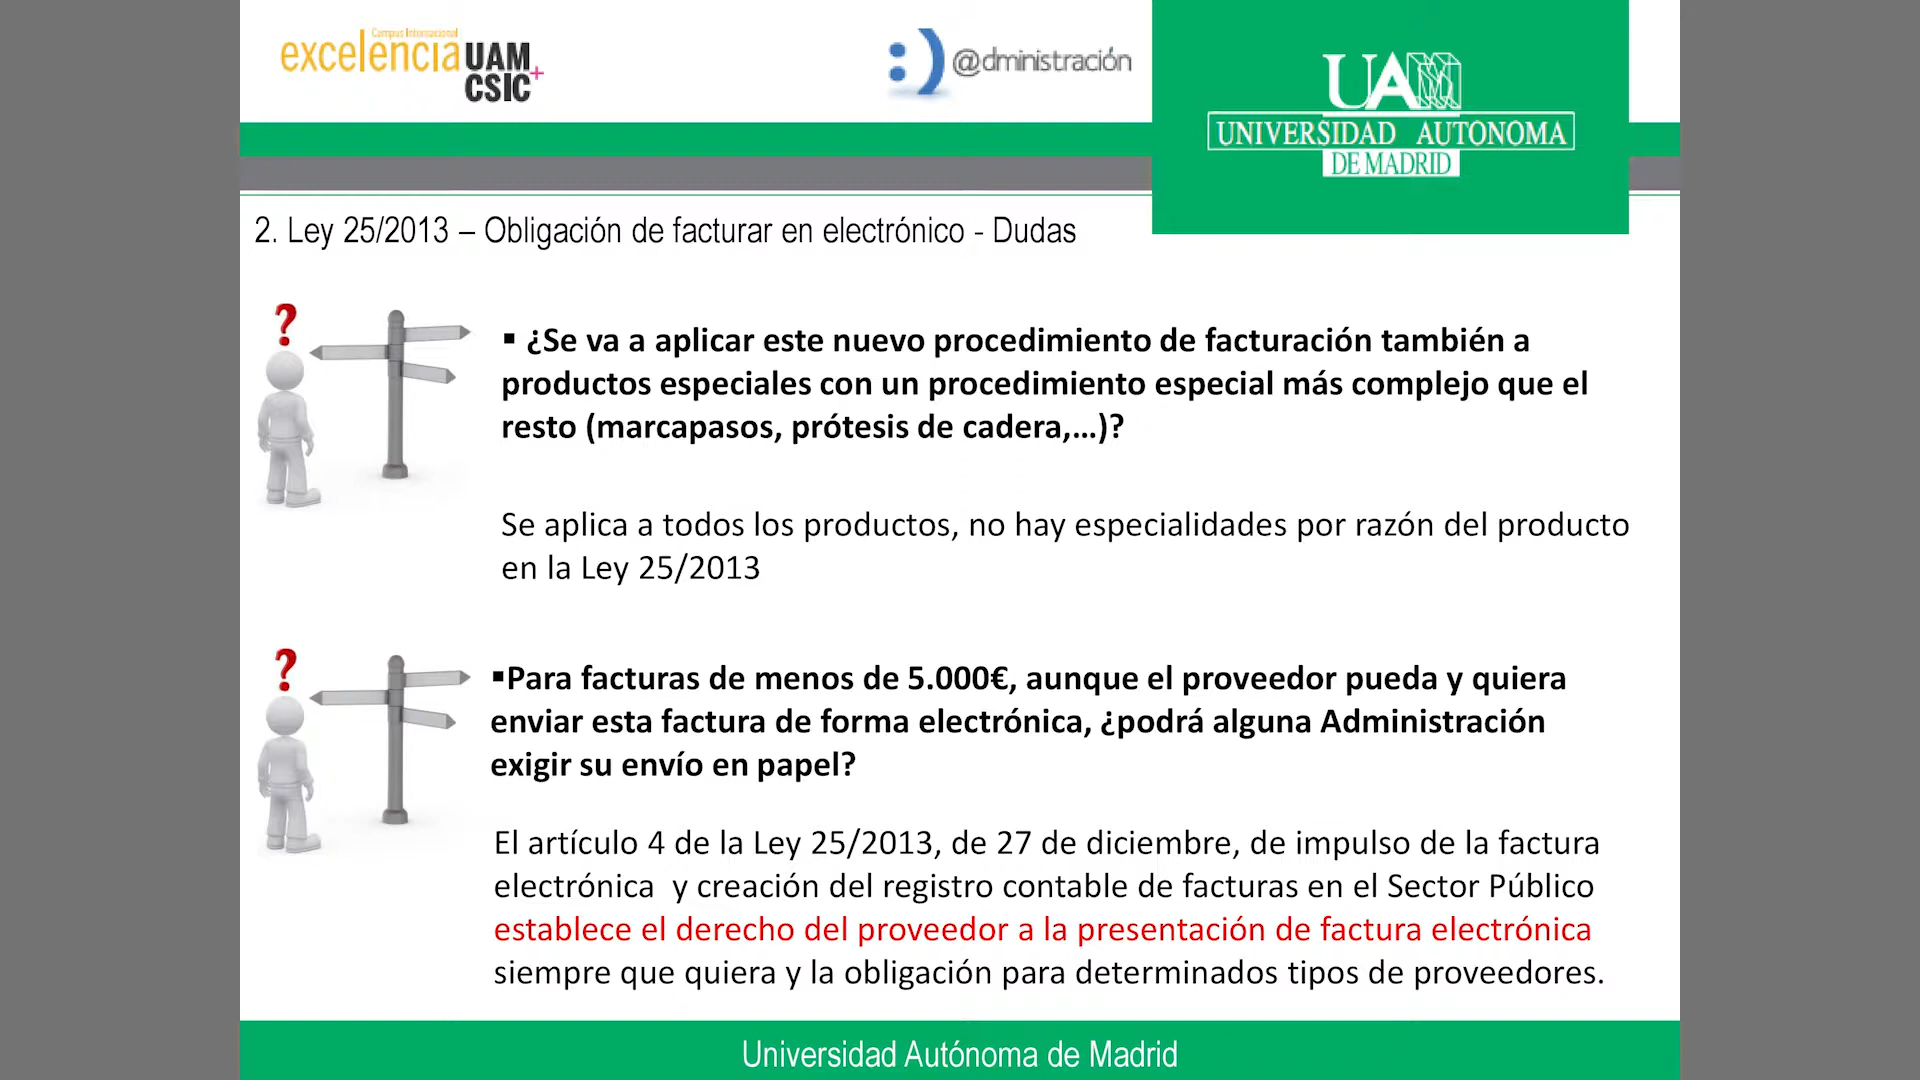 Campus Internacional
excelencia UAM
CSIC+
:) @dministración
UAM
UNIVERSIDAD AUTONOMA
DE MADRID
2. Ley 25/2013 – Obligación de facturar en electrónico - Dudas
?
▪ ¿Se va a aplicar este nuevo procedimiento de facturación también a
productos especiales con un procedimiento especial más complejo que el
resto (marcapasos, prótesis de cadera,...)?
Se aplica a todos los productos, no hay especialidades por razón del producto
en la Ley 25/2013
?
▪Para facturas de menos de 5.000€, aunque el proveedor pueda y quiera
enviar esta factura de forma electrónica, ¿podrá alguna Administración
exigir su envío en papel?
El artículo 4 de la Ley 25/2013, de 27 de diciembre, de impulso de la factura
electrónica y creación del registro contable de facturas en el Sector Público
establece el derecho del proveedor a la presentación de factura electrónica
siempre que quiera y la obligación para determinados tipos de proveedores.
Universidad Autónoma de Madrid